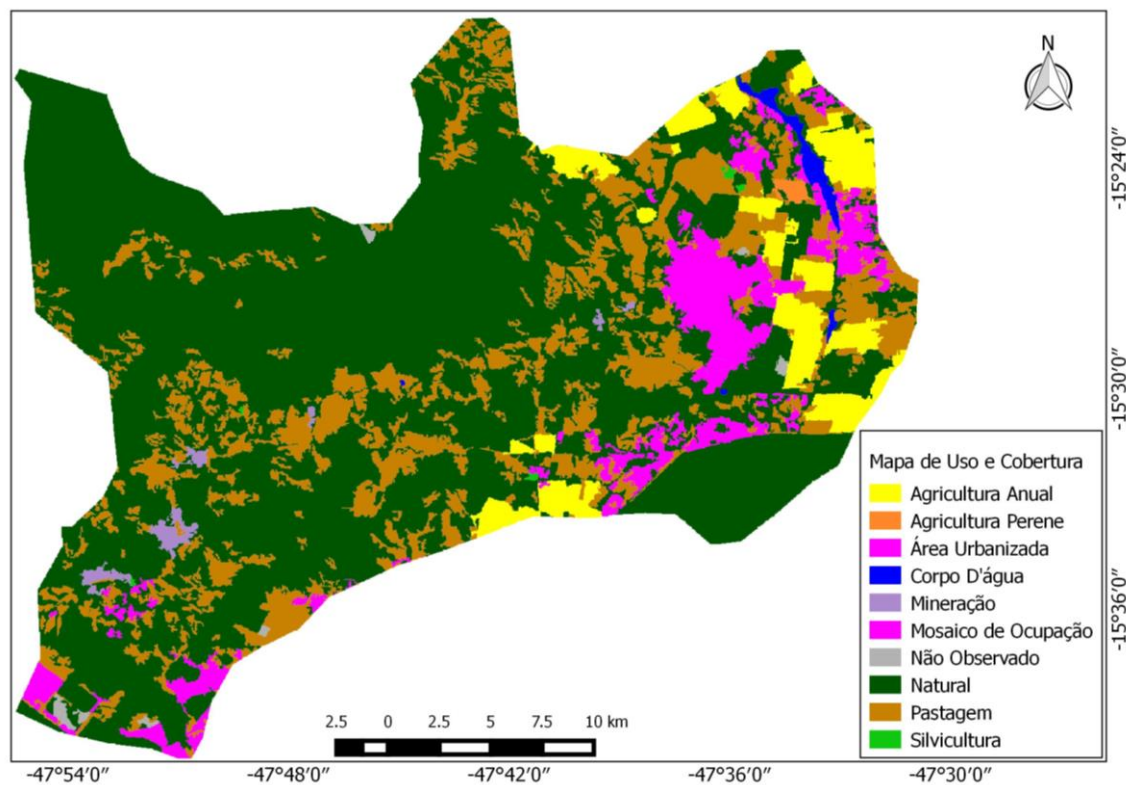 N
-15°24'0"
-15°30'0"
-15°36'0"
Mapa de Uso e Cobertura
Agricultura Anual
Agricultura Perene
Área Urbanizada
Corpo D'água
Mineração
Mosaico de Ocupação
Não Observado
Natural
Pastagem
Silvicultura
2.5 0 2.5 5 7.5 10 km
-47°54'0" -47°48'0" -47°42'0" -47°36'0" -47°30'0"